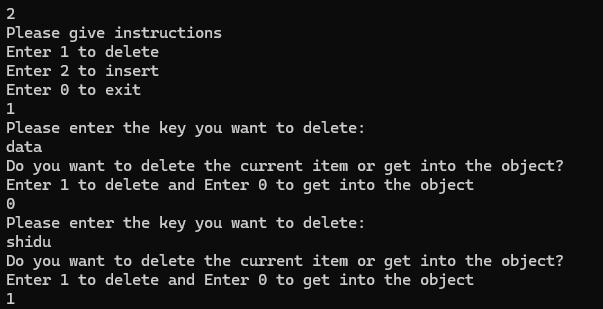 2
Please give instructions
Enter 1 to delete
Enter 2 to insert
Enter 0 to exit
1
Please enter the key you want to delete:
data
Do you want to delete the current item or get into the object?
Enter 1 to delete and Enter 0 to get into the object
0
Please enter the key you want to delete:
shidu
Do you want to delete the current item or get into the object?
Enter 1 to delete and Enter 0 to get into the object
1